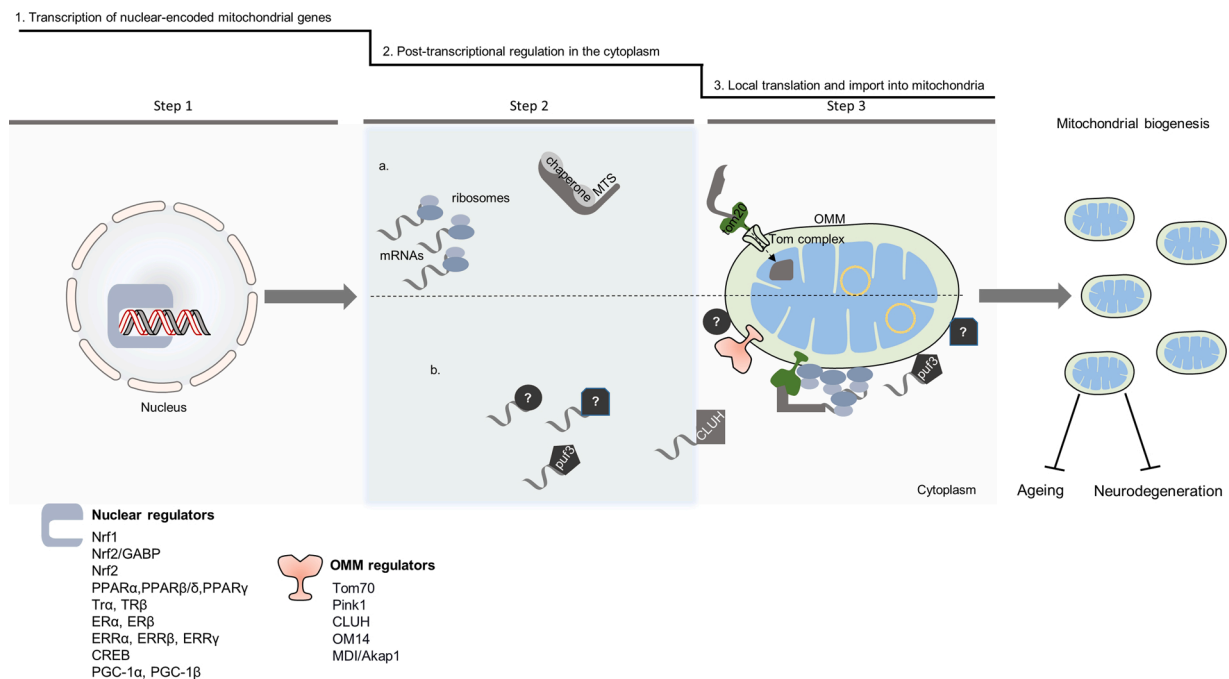 1. Transcription of nuclear-encoded mitochondrial genes
2. Post-transcriptional regulation in the cytoplasm
3. Local translation and import into mitochondria
Step 1
Step 2
Step 3
Mitochondrial biogenesis
a.
chaperone
MTS
ribosomes
mRNAs
tom20
OMM
Tom complex
?
?
b.
?
?
puf3
CLUH
puf3
Nucleus
Cytoplasm
Ageing
Neurodegeneration
Nuclear regulators
Nrf1
Nrf2/GABP
Nrf2
PPARα,PPARβ/δ,PPARγ
Trα, TRβ
ERα, ERβ
ERRα, ERRβ, ERRγ
CREB
PGC-1α, PGC-1β
OMM regulators
Tom70
Pink1
CLUH
OM14
MDI/Akap1